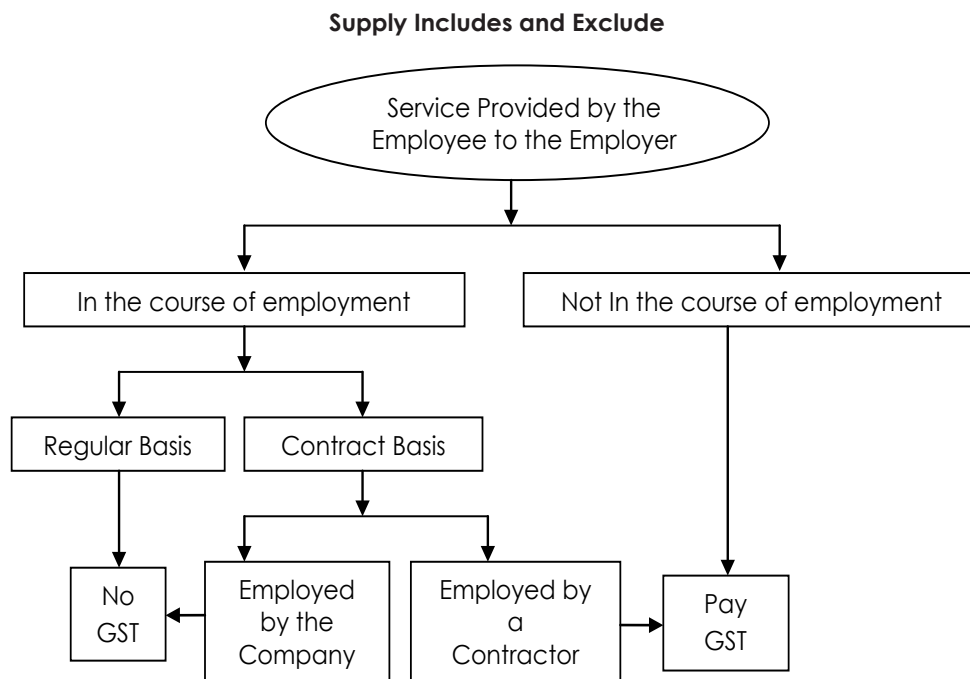 Supply Includes and Exclude
Service Provided by the
Employee to the Employer
In the course of employment
Not In the course of employment
Regular Basis
Contract Basis
No
GST
Employed
by the
Company
Employed by
a
Contractor
Pay
GST